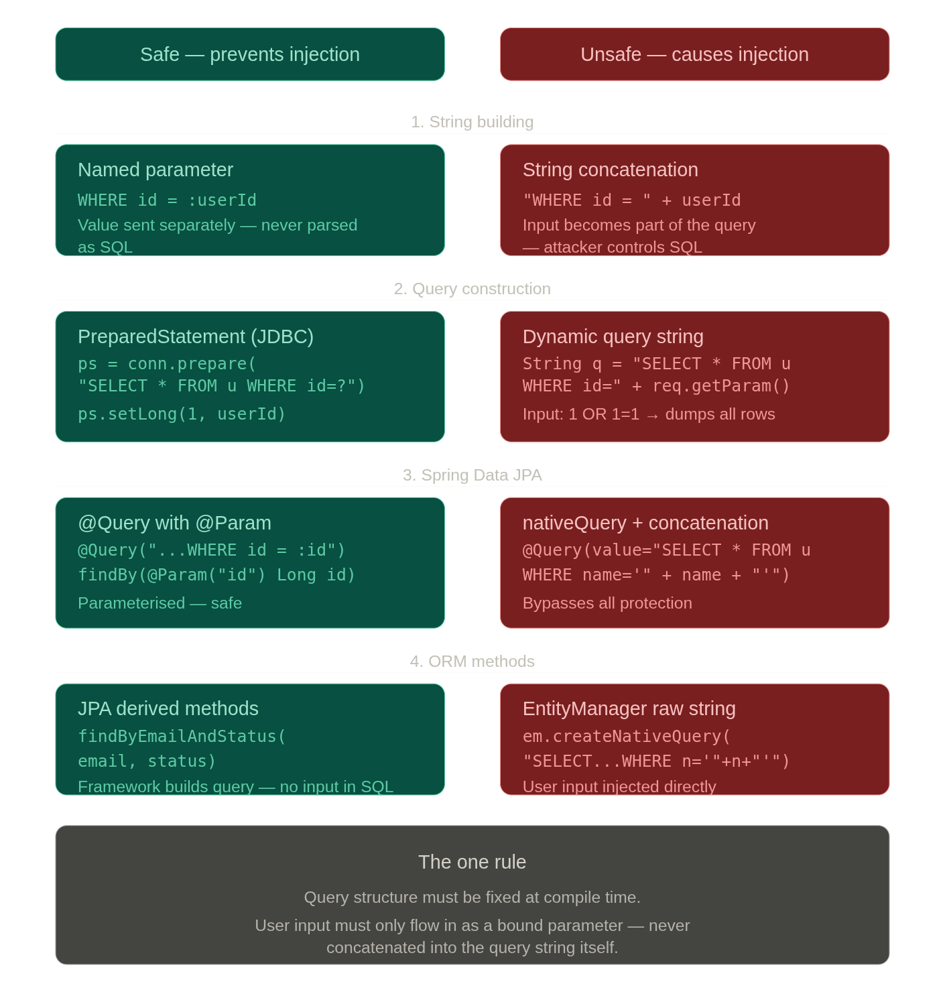 Safe — prevents injection
Unsafe — causes injection
1. String building
Named parameter
WHERE id = :userId
Value sent separately — never parsed
as SQL
String concatenation
"WHERE id = " + userId
Input becomes part of the query
— attacker controls SQL
2. Query construction
PreparedStatement (JDBC)
ps = conn.prepare(
"SELECT * FROM u WHERE id=?")
ps.setLong(1, userId)
Dynamic query string
String q = "SELECT * FROM u
WHERE id=" + req.getParam()
Input: 1 OR 1=1 → dumps all rows
3. Spring Data JPA
@Query with @Param
@Query("...WHERE id = :id")
findBy(@Param("id") Long id)
Parameterised — safe
nativeQuery + concatenation
@Query(value="SELECT * FROM u
WHERE name='" + name + "'")
Bypasses all protection
4. ORM methods
JPA derived methods
findByEmailAndStatus(
email, status)
Framework builds query — no input in SQL
EntityManager raw string
em.createNativeQuery(
"SELECT...WHERE n='"+n+"'")
User input injected directly
The one rule
Query structure must be fixed at compile time.
User input must only flow in as a bound parameter — never
concatenated into the query string itself.